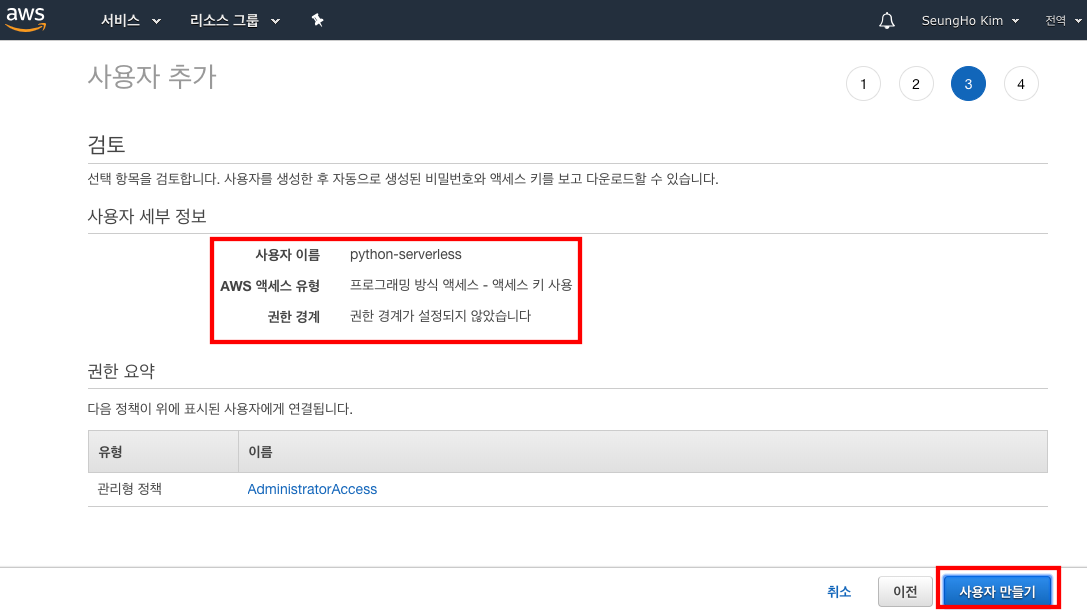 aws 서비스 리소스 그룹 SeungHo Kim 전역
사용자 추가 1 2 3 4
검토
선택 항목을 검토합니다. 사용자를 생성한 후 자동으로 생성된 비밀번호와 액세스 키를 보고 다운로드할 수 있습니다.
사용자 세부 정보
사용자 이름 python-serverless
AWS 액세스 유형 프로그래밍 방식 액세스 - 액세스 키 사용
권한 경계 권한 경계가 설정되지 않았습니다
권한 요약
다음 정책이 위에 표시된 사용자에게 연결됩니다.
유형 이름
관리형 정책 AdministratorAccess
취소 이전 사용자 만들기